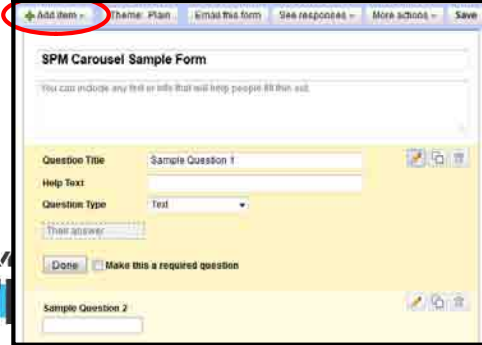 Add item Theme: Plain Email this form See responses More actions Save
SPM Carousel Sample Form
You can include any text or info that will help people fill this out.
Question Title Sample Question 1
Help Text
Question Type Text
Their answer
Done Make this a required question
Sample Question 2